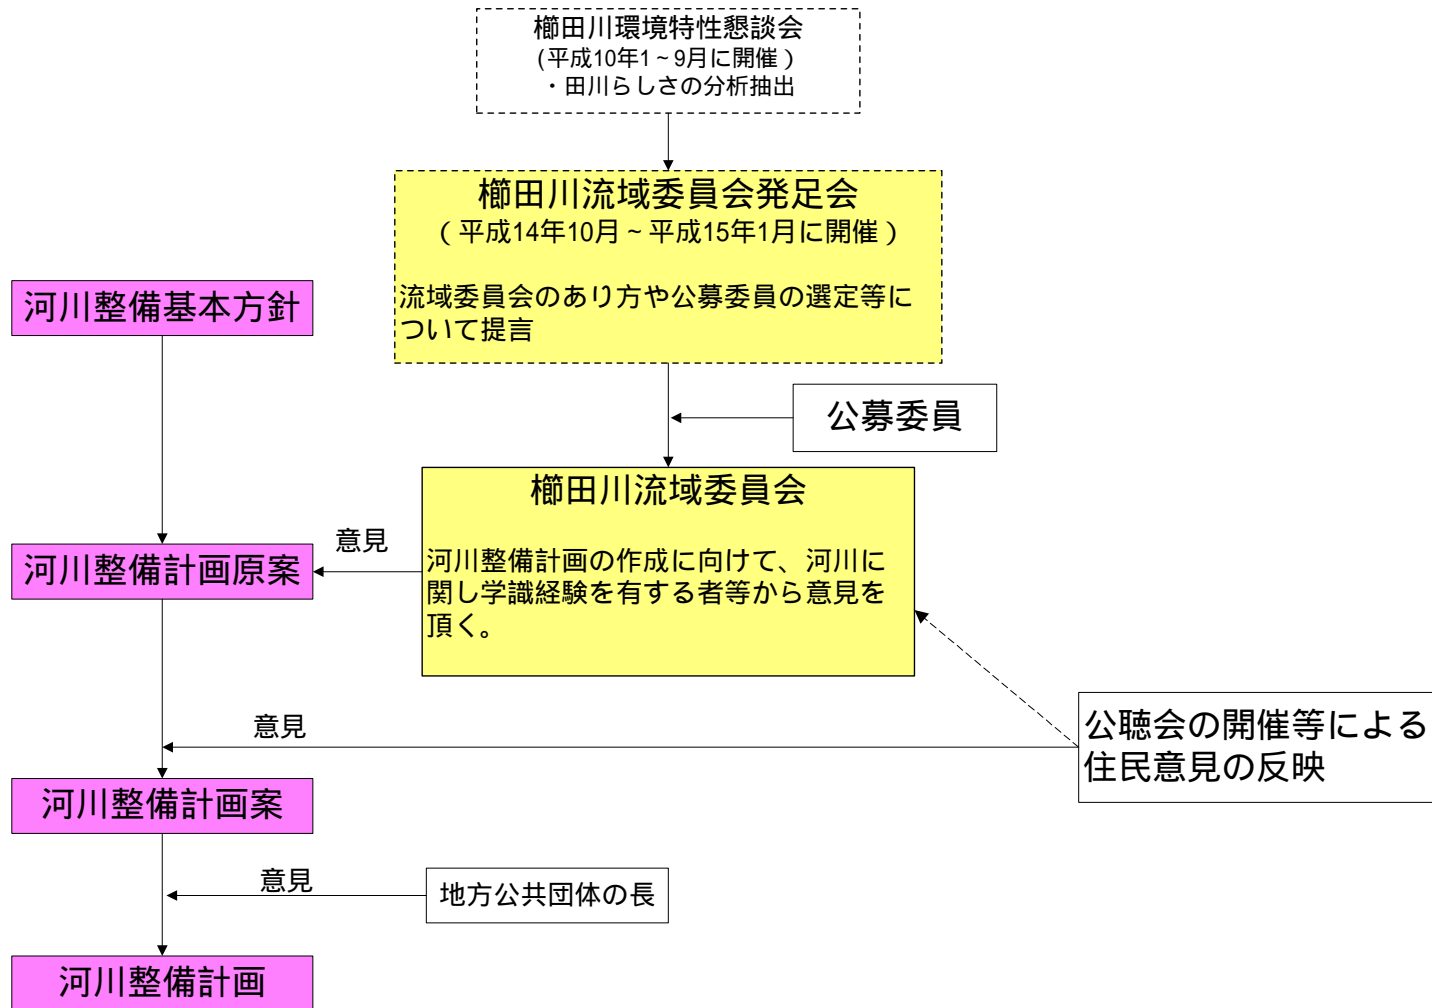 櫛田川環境特性懇談会
(平成10年1~9月に開催)
・田川らしさの分析抽出
櫛田川流域委員会発足会
(平成14年10月~平成15年1月に開催)
流域委員会のあり方や公募委員の選定等に
ついて提言
河川整備基本方針
公募委員
櫛田川流域委員会
河川整備計画の作成に向けて、河川に
関し学識経験を有する者等から意見を
頂く。
意見
河川整備計画原案
公聴会の開催等による
住民意見の反映
意見
河川整備計画案
意見
地方公共団体の長
河川整備計画